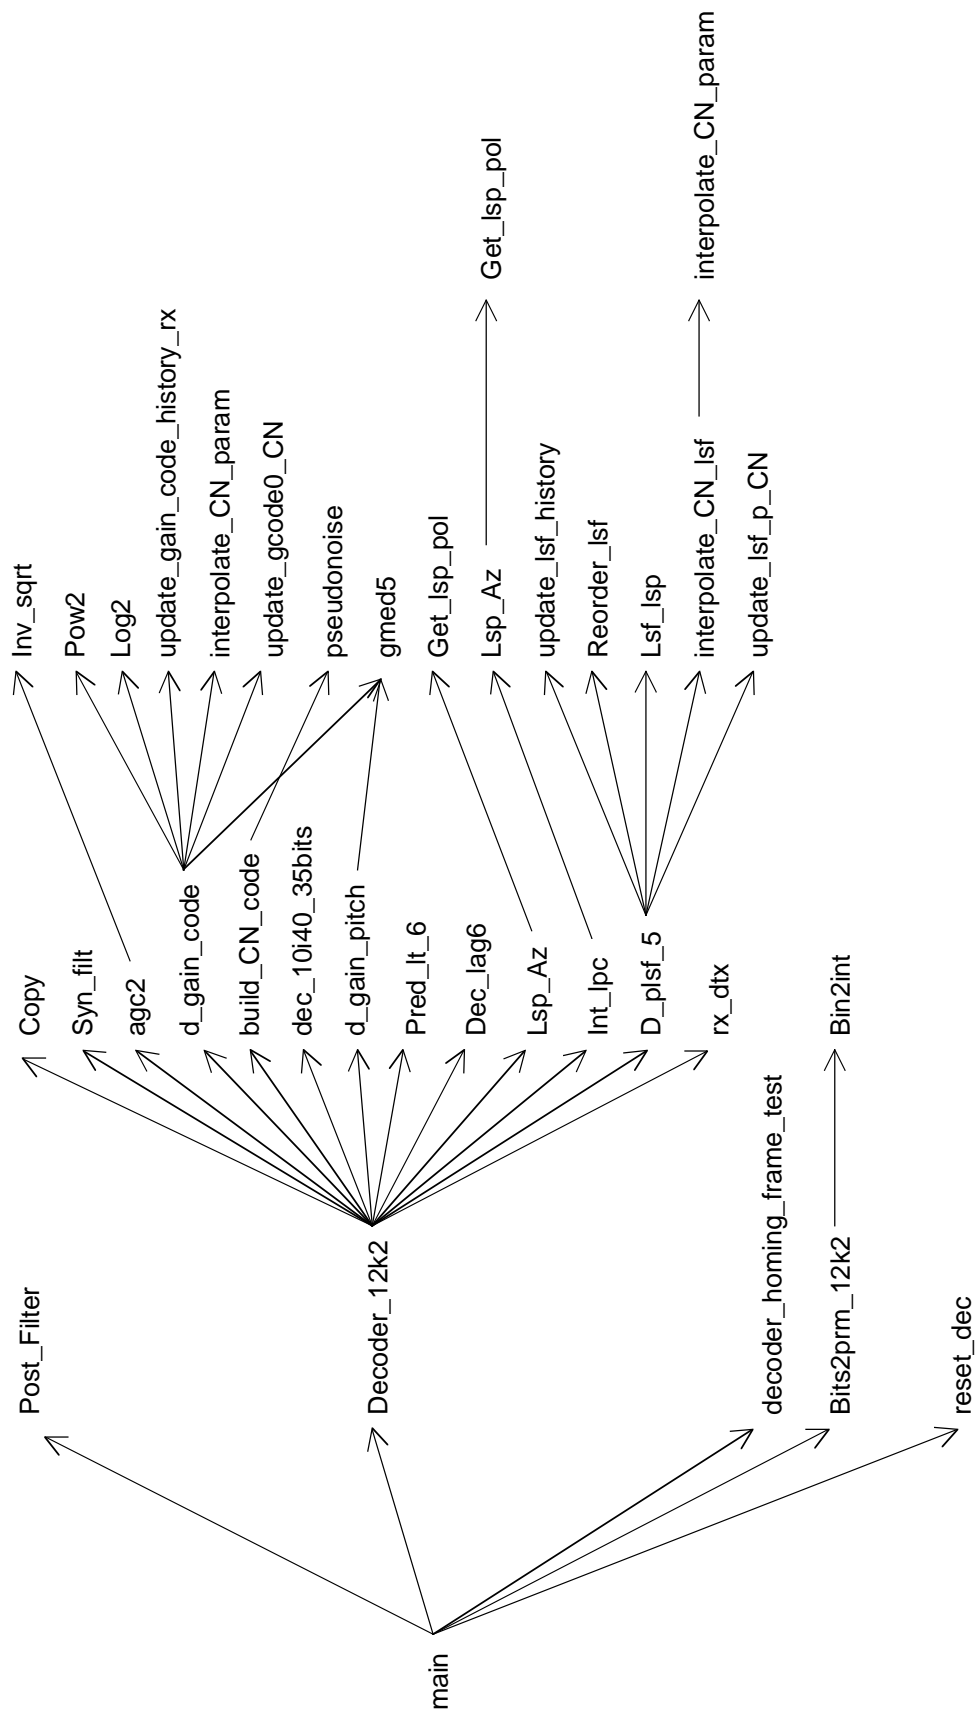 main
Post_Filter
Decoder_12k2
decoder_homing_frame_test
Bits2prm_12k2
reset_dec
Copy
Syn_filt
agc2
d_gain_code
build_CN_code
dec_10i40_35bits
d_gain_pitch
Pred_lt_6
Dec_lag6
Lsp_Az
Int_lpc
D_plsf_5
rx_dtx
Bin2int
Inv_sqrt
Pow2
Log2
update_gain_code_history_rx
interpolate_CN_param
update_gcode0_CN
pseudonoise
gmed5
Get_lsp_pol
Lsp_Az
update_lsf_history
Reorder_lsf
Lsf_lsp
interpolate_CN_lsf
update_lsf_p_CN
Get_lsp_pol
interpolate_CN_param